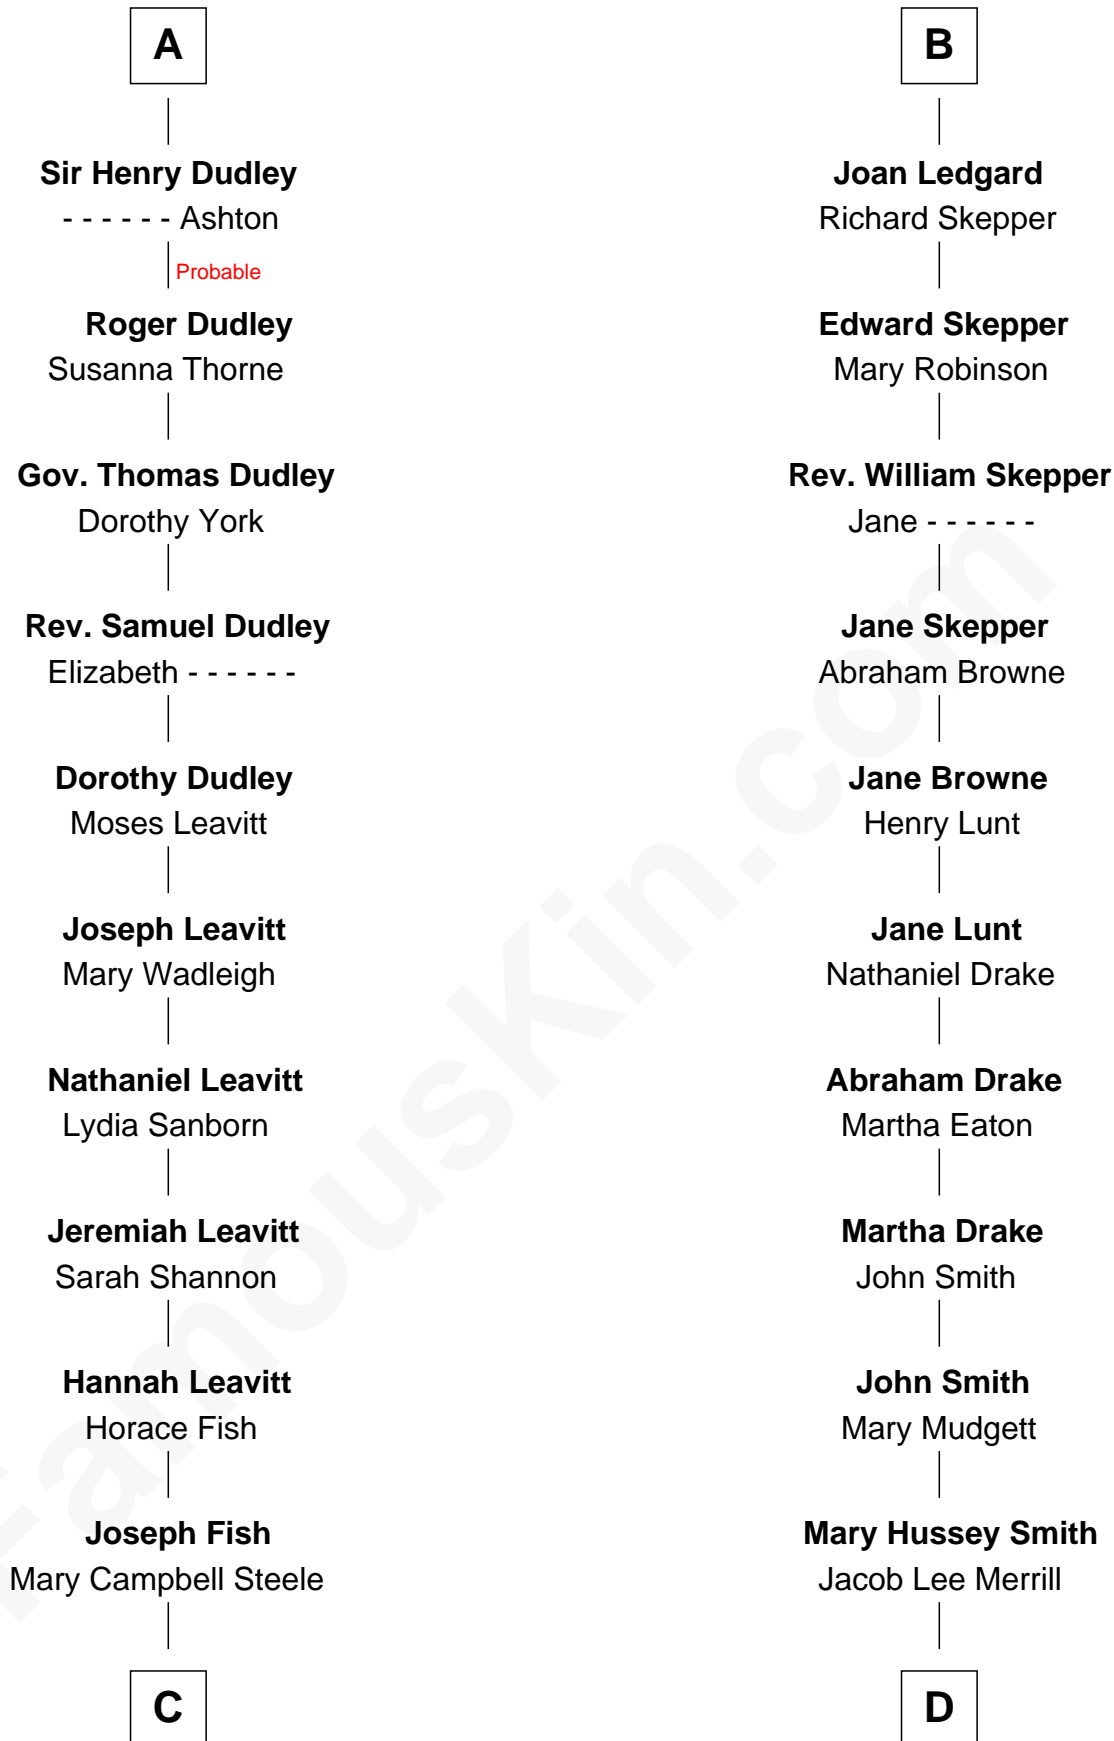 A
Sir Henry Dudley
- - - - - - Ashton
Probable
Roger Dudley
Susanna Thorne
Gov. Thomas Dudley
Dorothy York
Rev. Samuel Dudley
Elizabeth - - - - - -
Dorothy Dudley
Moses Leavitt
Joseph Leavitt
Mary Wadleigh
Nathaniel Leavitt
Lydia Sanborn
Jeremiah Leavitt
Sarah Shannon
Hannah Leavitt
Horace Fish
Joseph Fish
Mary Campbell Steele
C
B
Joan Ledgard
Richard Skepper
Edward Skepper
Mary Robinson
Rev. William Skepper
Jane - - - - - -
Jane Skepper
Abraham Browne
Jane Browne
Henry Lunt
Jane Lunt
Nathaniel Drake
Abraham Drake
Martha Eaton
Martha Drake
John Smith
John Smith
Mary Mudgett
Mary Hussey Smith
Jacob Lee Merrill
D
FamousKin.com